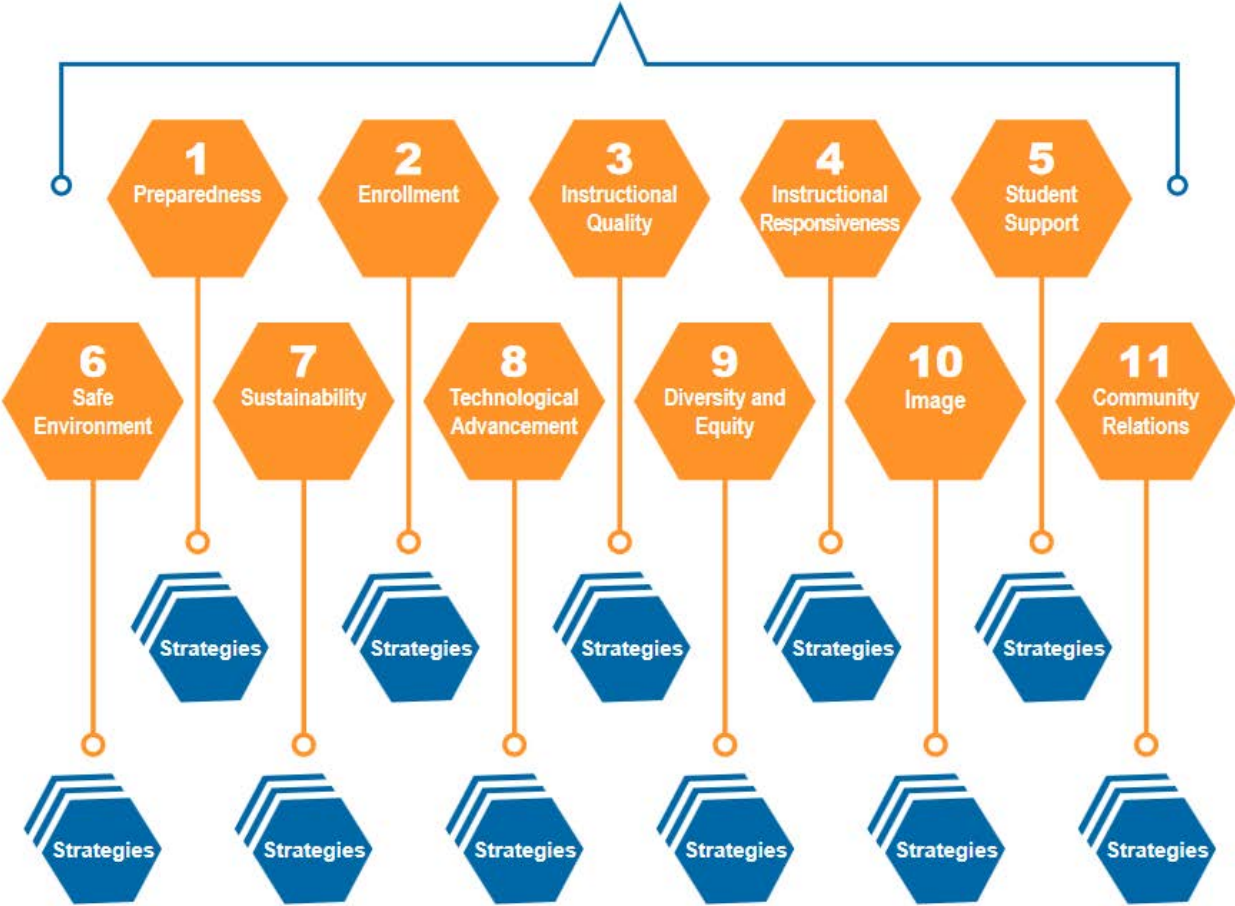 1
Preparedness
2
Enrollment
3
Instructional
Quality
4
Instructional
Responsiveness
5
Student
Support
6
Safe
Environment
7
Sustainability
8
Technological
Advancement
9
Diversity and
Equity
10
Image
11
Community
Relations
Strategies
Strategies
Strategies
Strategies
Strategies
Strategies
Strategies
Strategies
Strategies
Strategies
Strategies